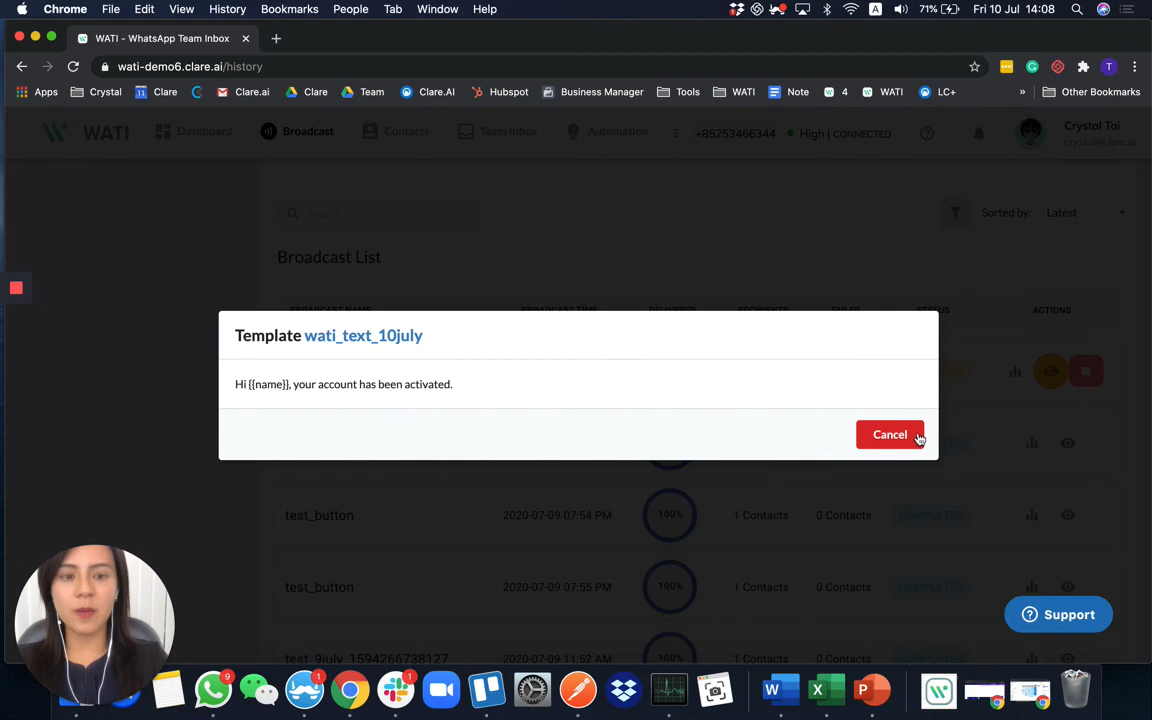 Chrome File Edit View History Bookmarks People Tab Window Help 71% Fri 10 Jul 14:08
WATI - WhatsApp Team Inbox
wati-demo6.clare.ai/history
Apps Crystal Clare Clare.ai Clare Team Clare.AI Hubspot Business Manager Tools WATI Note 4 WATI LC+ » Other Bookmarks
WATI Dashboard Broadcast Contacts Team Inbox Automation +85253466344 High | CONNECTED Crystal Tai
crystal@clare.ai
Search...
Sorted by: Latest
Broadcast List
BROADCAST NAME BROADCAST TIME DELIVERED RECIPIENTS FAILED STATUS ACTIONS
Template wati_text_10july
Hi {{name}}, your account has been activated.
Cancel
test_button 2020-07-09 07:54 PM 100% 1 Contacts 0 Contacts COMPLETED
test_button 2020-07-09 07:55 PM 100% 1 Contacts 0 Contacts COMPLETED
Support
test_9july_1594266738127 2020-07-09 11:52 AM 100% 1 Contacts 0 Contacts
9 1 1